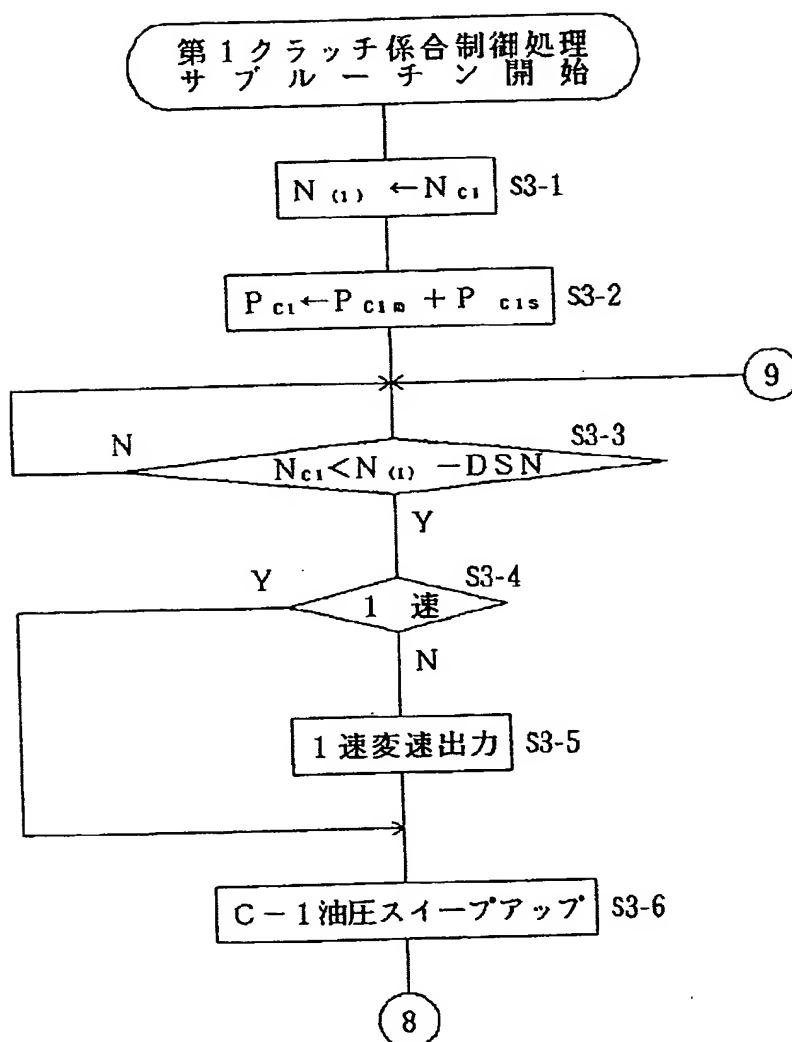 第1クラッチ係合制御処理
サブルーチン開始
N(1) ←NC1 S3-1
PC1←PC1m + PC1s S3-2
9
S3-3
N
NC1<N(1) −DSN
Y
Y
S3-4
1 速
N
1速変速出力 S3-5
C−1油圧スイープアップ S3-6
8